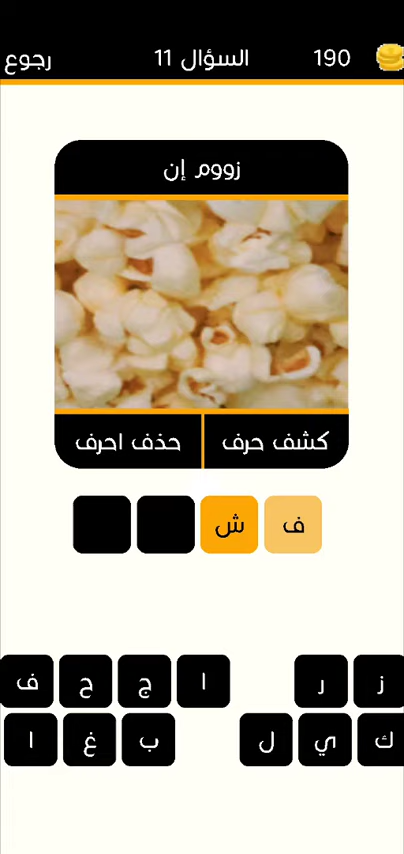 رجوع السؤال 11 190
زووم إن
كشف حرف
حذف احرف
ف ش
ز ر ا ج ح ف
ك ي ل ب غ ا